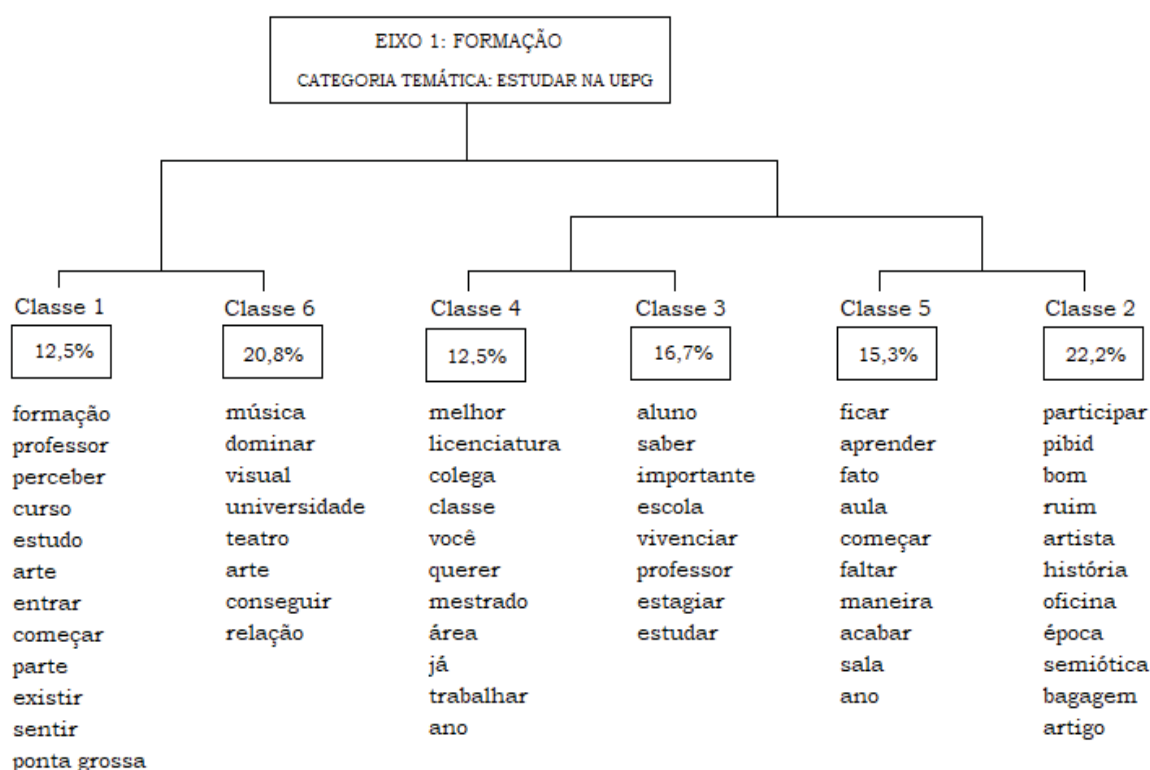 EIXO 1: FORMAÇÃO
CATEGORIA TEMÁTICA: ESTUDAR NA UEPG
Classe 1
12,5%
formação
professor
perceber
curso
estudo
arte
entrar
começar
parte
existir
sentir
ponta grossa
Classe 6
20,8%
música
dominar
visual
universidade
teatro
arte
conseguir
relação
Classe 4
12,5%
melhor
licenciatura
colega
classe
você
querer
mestrado
área
já
trabalhar
ano
Classe 3
16,7%
aluno
saber
importante
escola
vivenciar
professor
estagiar
estudar
Classe 5
15,3%
ficar
aprender
fato
aula
começar
faltar
maneira
acabar
sala
ano
Classe 2
22,2%
participar
pibid
bom
ruim
artista
história
oficina
época
semiótica
bagagem
artigo